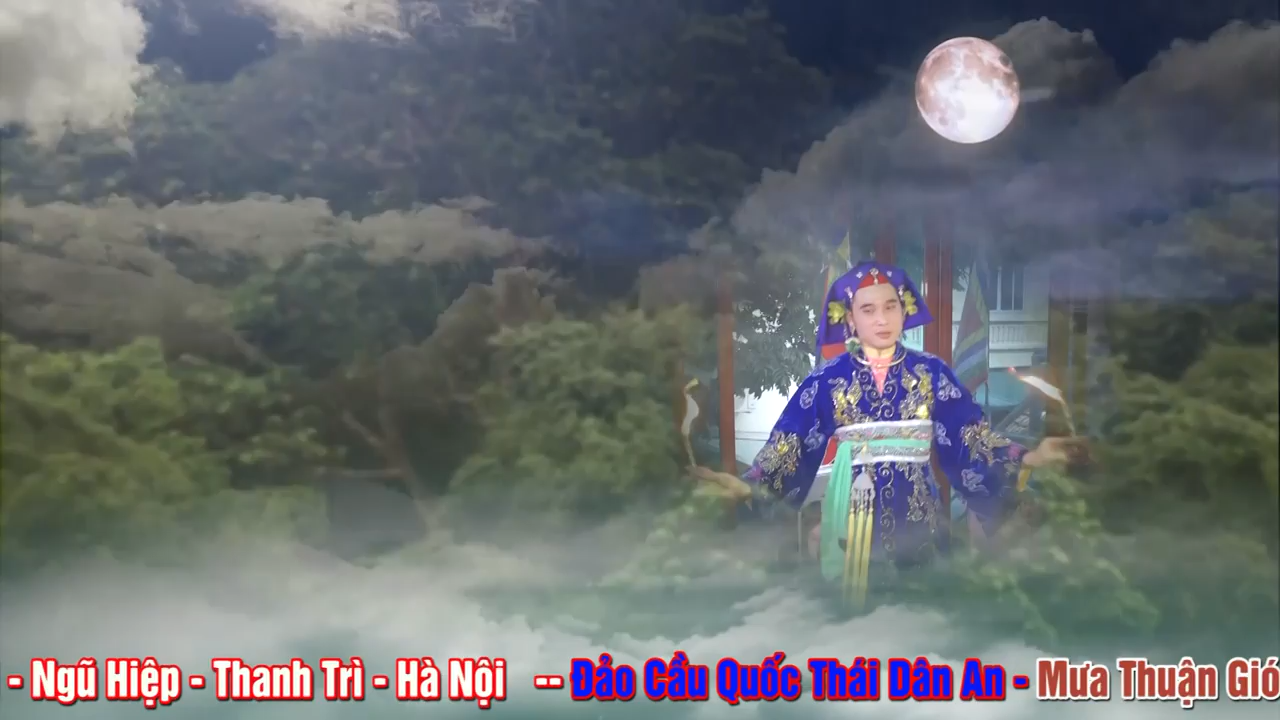 - Ngũ Hiệp - Thanh Trì - Hà Nội -- Đảo Cầu Quốc Thái Dân An - Mưa Thuận Gió